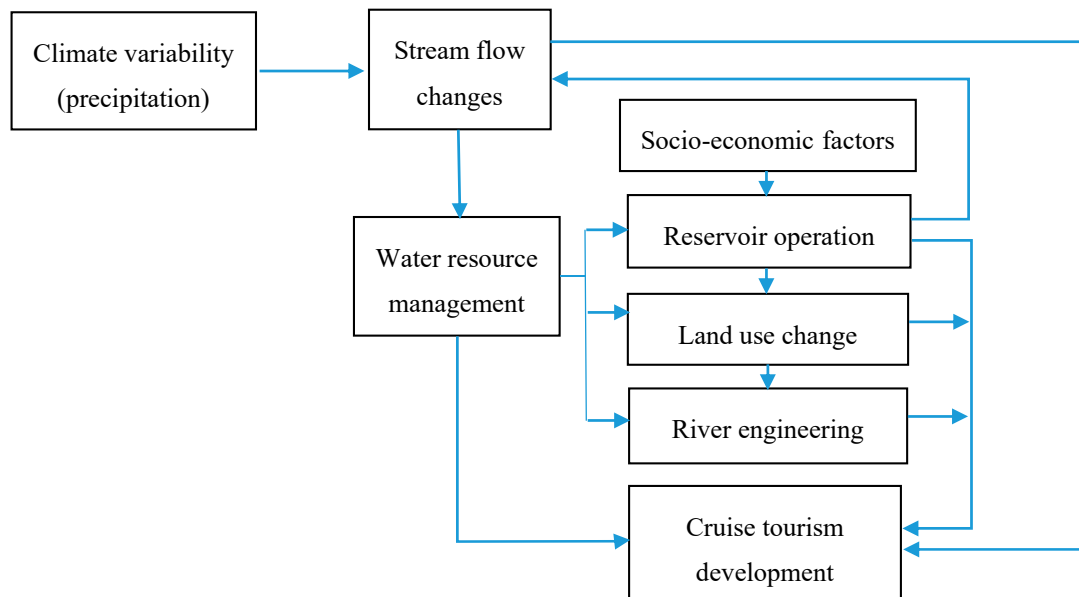 Climate variability
(precipitation)
Stream flow
changes
Socio-economic factors
Reservoir operation
Water resource
management
Land use change
River engineering
Cruise tourism
development